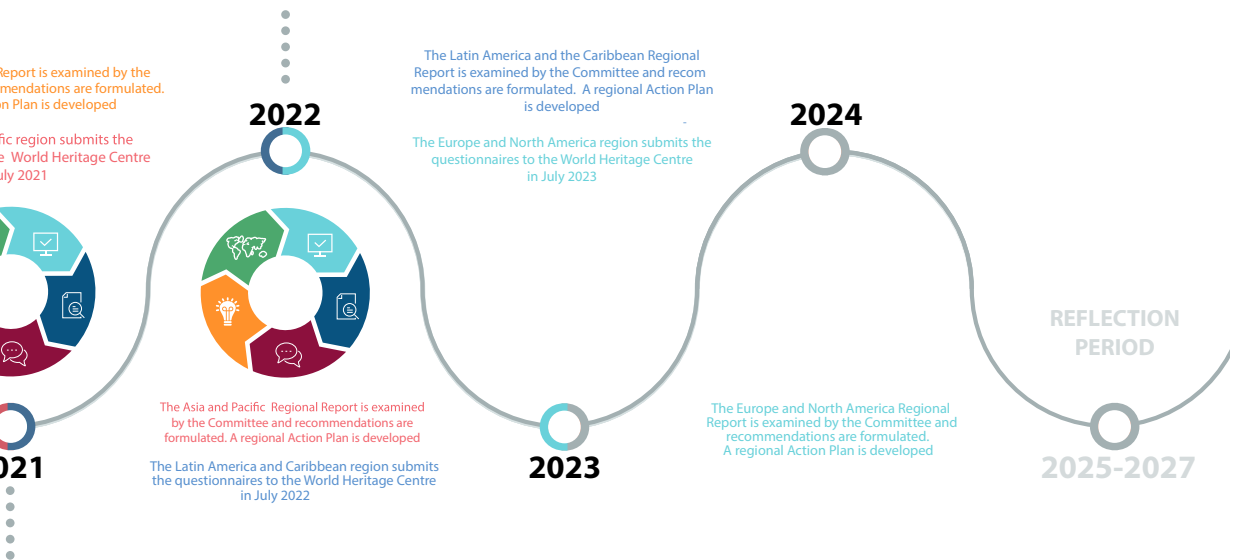 Report is examined by the
mendations are formulated.
on Plan is developed
fic region submits the
e World Heritage Centre
uly 2021
021
2022
The Asia and Pacific Regional Report is examined
by the Committee and recommendations are
formulated. A regional Action Plan is developed
The Latin America and Caribbean region submits
the questionnaires to the World Heritage Centre
in July 2022
The Latin America and the Caribbean Regional
Report is examined by the Committee and recom
mendations are formulated. A regional Action Plan
is developed
-
The Europe and North America region submits the
questionnaires to the World Heritage Centre
in July 2023
2023
2024
The Europe and North America Regional
Report is examined by the Committee and
recommendations are formulated.
A regional Action Plan is developed
REFLECTION
PERIOD
2025-2027